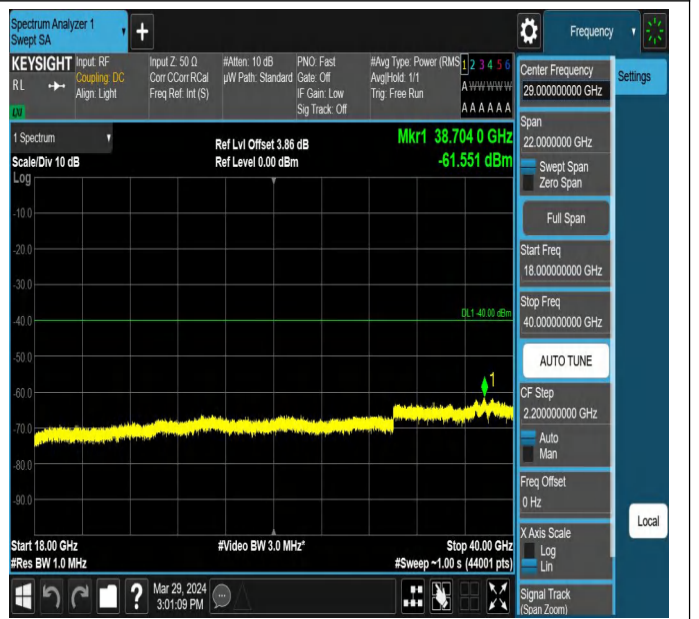 Spectrum Analyzer 1
Swept SA
+
Frequency
KEYSIGHT
RL
LXI
Input: RF
Coupling: DC
Align: Light
Input Z: 50 Ω
Corr CCorr RCal
Freq Ref: Int (S)
#Atten: 10 dB
µW Path: Standard
PNO: Fast
Gate: Off
IF Gain: Low
Sig Track: Off
#Avg Type: Power (RMS
Avg|Hold: 1/1
Trig: Free Run
1 2 3 4 5 6
A W W W W W
A A A A A A
Center Frequency
29.000000000 GHz
Settings
1 Spectrum
Scale/Div 10 dB
Log
Ref Lvl Offset 3.86 dB
Ref Level 0.00 dBm
Mkr1 38.704 0 GHz
-61.551 dBm
Span
22.0000000 GHz
Swept Span
Zero Span
Full Span
Start Freq
18.000000000 GHz
Stop Freq
40.000000000 GHz
AUTO TUNE
CF Step
2.200000000 GHz
Auto
Man
Freq Offset
0 Hz
X Axis Scale
Log
Lin
Signal Track
(Span Zoom)
Local
-10.0
-20.0
-30.0
-40.0
-50.0
-60.0
-70.0
-80.0
-90.0
DL1 -40.00 dBm
1
Start 18.00 GHz
#Res BW 1.0 MHz
#Video BW 3.0 MHz*
Stop 40.00 GHz
#Sweep ~1.00 s (44001 pts)
?
Mar 29, 2024
3:01:09 PM